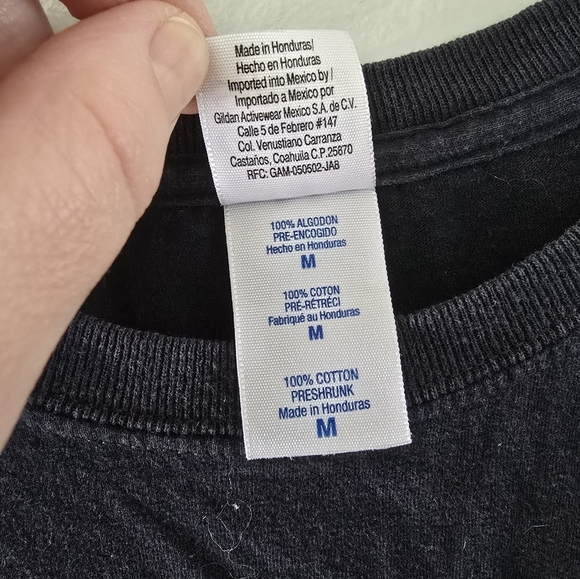 Made in Honduras/
Hecho en Honduras
Imported into Mexico by/
Importado a Mexico por
Gildan Activewear Mexico S.A. de C.V.
Calle 5 de Febrero #147
Col. Venustiano Carranza
Castaños, Coahuila C.P. 25870
RFC: GAM-050502-JA8
100% ALGODON
PRE-ENCOGIDO
Hecho en Honduras
M
100% COTON
PRÉ-RÉTRÉCI
Fabriqué au Honduras
M
100% COTTON
PRESHRUNK
Made in Honduras
M